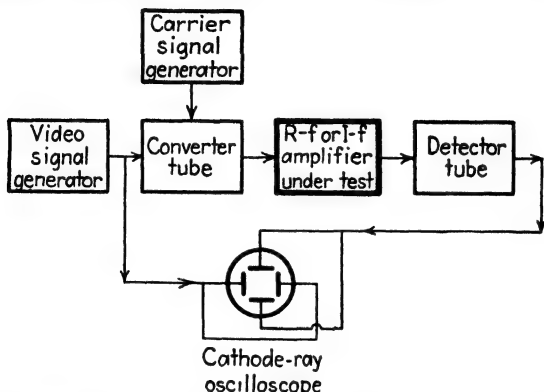 Carrier
signal
generator
Video
signal
generator
Converter
tube
R-f or I-f
amplifier
under test
Detector
tube
Cathode-ray
oscilloscope